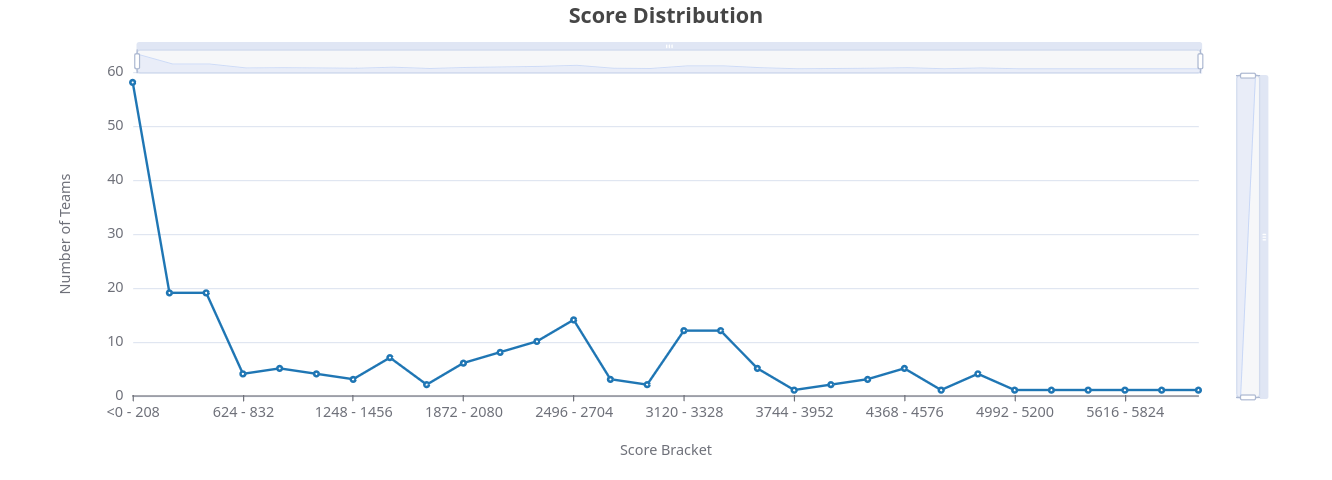 Score Distribution
60
50
40
30
20
10
0
Number of Teams
<0 - 208
624 - 832
1248 - 1456
1872 - 2080
2496 - 2704
3120 - 3328
3744 - 3952
4368 - 4576
4992 - 5200
5616 - 5824
Score Bracket